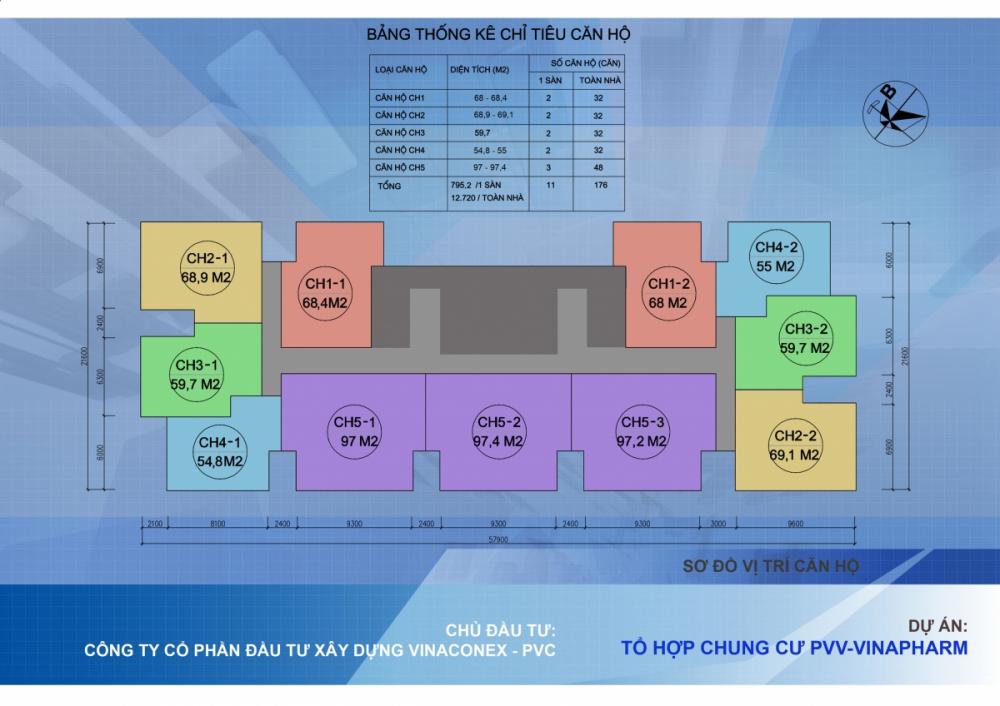 BẢNG THỐNG KÊ CHỈ TIÊU CĂN HỘ
LOẠI CĂN HỘ DIỆN TÍCH (M2) SỐ CĂN HỘ (CĂN)
1 SÀN TOÀN NHÀ
CĂN HỘ CH1 68 - 68,4 2 32
CĂN HỘ CH2 68,9 - 69,1 2 32
CĂN HỘ CH3 59,7 2 32
CĂN HỘ CH4 54,8 - 55 2 32
CĂN HỘ CH5 97 - 97,4 3 48
TỔNG 795,2 /1 SÀN 11 176
12.720 / TOÀN NHÀ
B
CH2-1
68,9 M2
CH1-1
68,4M2
CH1-2
68 M2
CH4-2
55 M2
CH3-1
59,7 M2
CH3-2
59,7 M2
CH4-1
54,8M2
CH5-1
97 M2
CH5-2
97,4 M2
CH5-3
97,2 M2
CH2-2
69,1 M2
6900
2400
6300
6000
21600
6000
6300
2400
6900
21600
2100 8100 2400 9300 2400 9300 2400 9300 3000 9600
57900
SƠ ĐỒ VỊ TRÍ CĂN HỘ
CHỦ ĐẦU TƯ:
CÔNG TY CỔ PHẦN ĐẦU TƯ XÂY DỰNG VINACONEX - PVC
DỰ ÁN:
TỔ HỢP CHUNG CƯ PVV-VINAPHARM